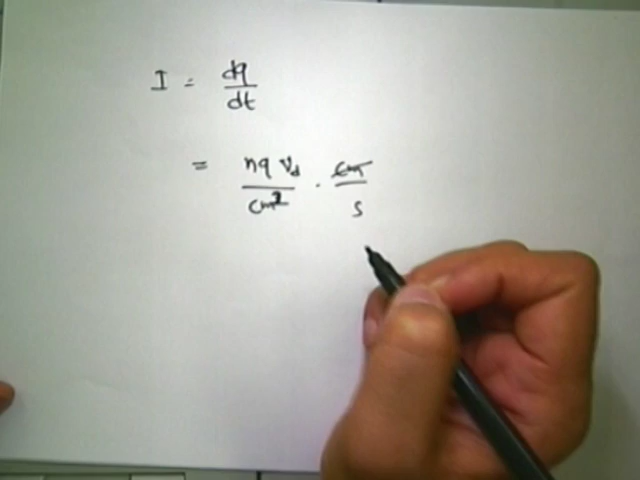 I = dq/dt
= nq v_d/cm² · cm/s